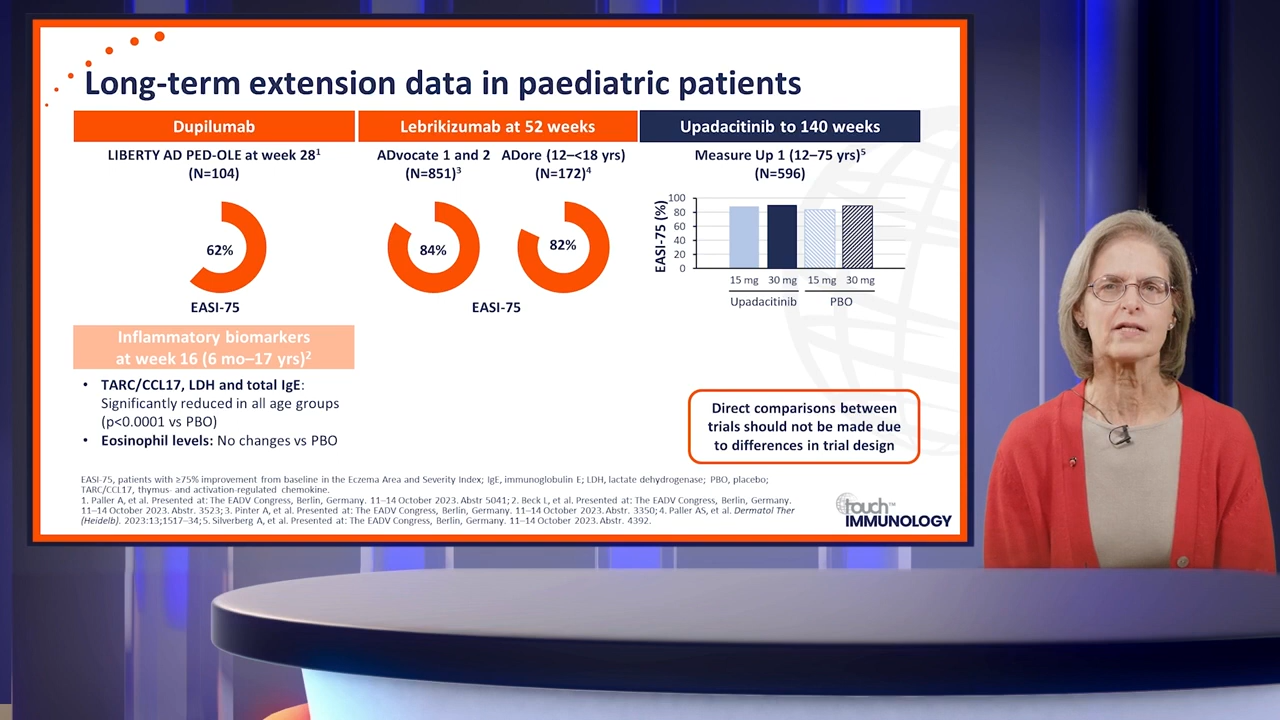 Long-term extension data in paediatric patients
Dupilumab
LIBERTY AD PED-OLE at week 28¹
(N=104)
62%
EASI-75
Inflammatory biomarkers
at week 16 (6 mo–17 yrs)²
• TARC/CCL17, LDH and total IgE:
Significantly reduced in all age groups
(p<0.0001 vs PBO)
• Eosinophil levels: No changes vs PBO
Lebrikizumab at 52 weeks
ADvocate 1 and 2
(N=851)³
84%
ADore (12–<18 yrs)
(N=172)⁴
82%
EASI-75
Upadacitinib to 140 weeks
Measure Up 1 (12–75 yrs)⁵
(N=596)
EASI-75 (%)
100
80
60
40
20
0
15 mg 30 mg 15 mg 30 mg
Upadacitinib PBO
Direct comparisons between
trials should not be made due
to differences in trial design
EASI-75, patients with ≥75% improvement from baseline in the Eczema Area and Severity Index; IgE, immunoglobulin E; LDH, lactate dehydrogenase; PBO, placebo;
TARC/CCL17, thymus- and activation-regulated chemokine.
1. Paller A, et al. Presented at: The EADV Congress, Berlin, Germany. 11–14 October 2023. Abstr 5041; 2. Beck L, et al. Presented at: The EADV Congress, Berlin, Germany.
11–14 October 2023. Abstr. 3523; 3. Pinter A, et al. Presented at: The EADV Congress, Berlin, Germany. 11–14 October 2023. Abstr. 3350; 4. Paller AS, et al. Dermatol Ther
(Heidelb). 2023:13;1517–34; 5. Silverberg A, et al. Presented at: The EADV Congress, Berlin, Germany. 11–14 October 2023. Abstr. 4392.
touch™
IMMUNOLOGY